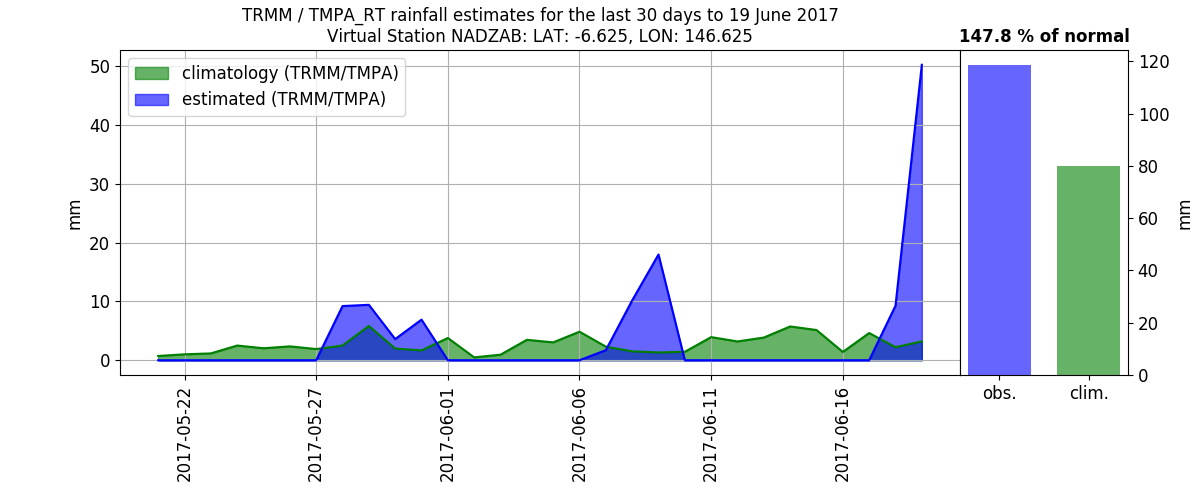 TRMM / TMPA_RT rainfall estimates for the last 30 days to 19 June 2017
Virtual Station NADZAB: LAT: -6.625, LON: 146.625
147.8 % of normal
climatology (TRMM/TMPA)
estimated (TRMM/TMPA)
50
40
30
20
10
0
mm
2017-05-22
2017-05-27
2017-06-01
2017-06-06
2017-06-11
2017-06-16
120
100
80
60
40
20
0
mm
obs.
clim.